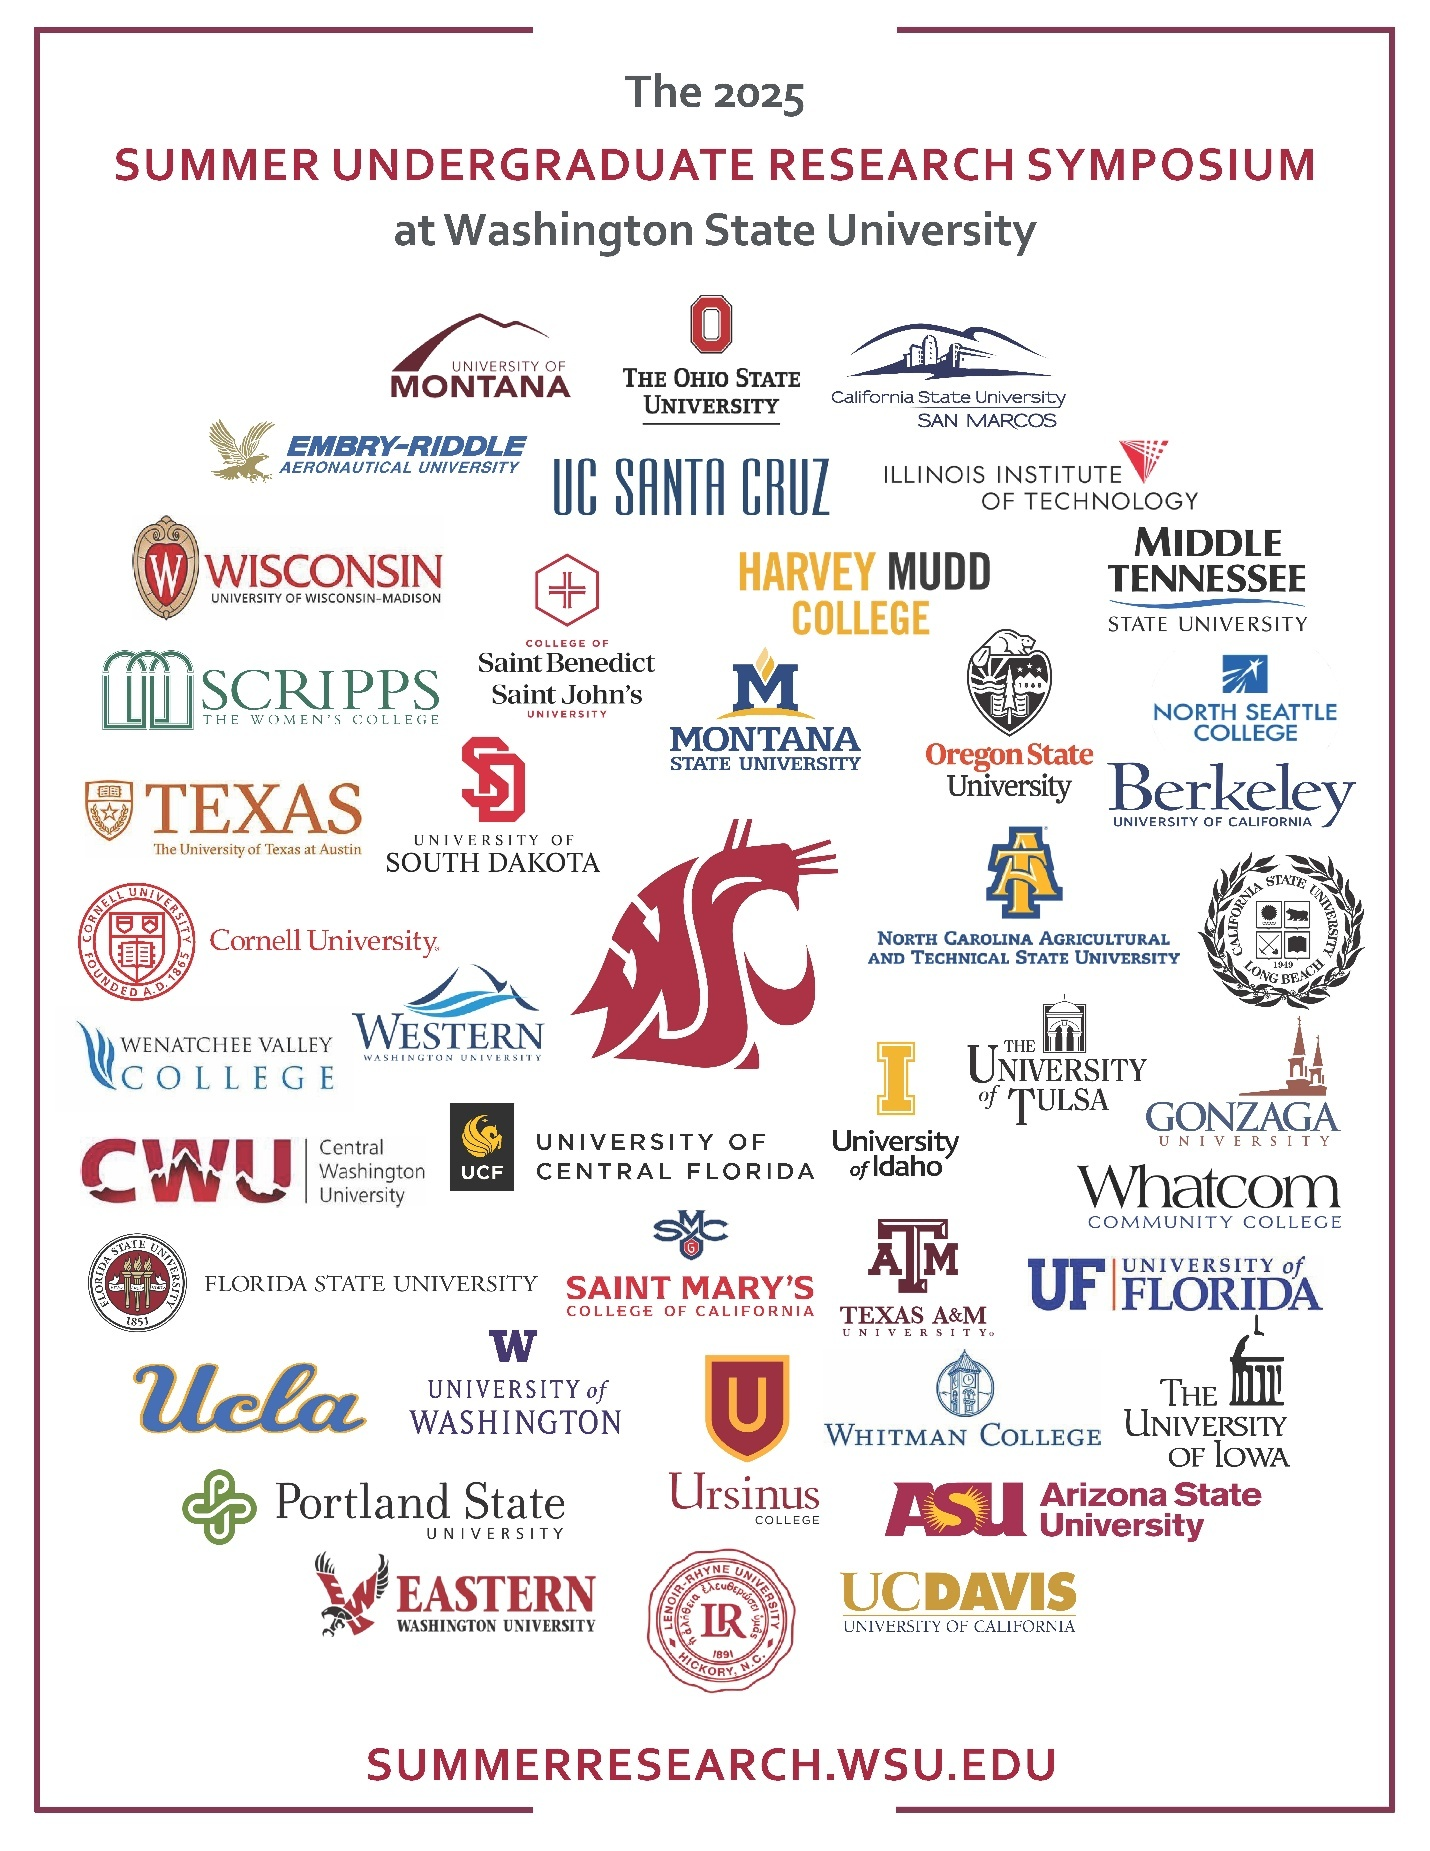 The 2025
SUMMER UNDERGRADUATE RESEARCH SYMPOSIUM
at Washington State University
UNIVERSITY OF
MONTANA
O
THE OHIO STATE
UNIVERSITY
California State University
SAN MARCOS
EMBRY-RIDDLE
AERONAUTICAL UNIVERSITY
UC SANTA CRUZ
ILLINOIS INSTITUTE
OF TECHNOLOGY
W
WISCONSIN
UNIVERSITY OF WISCONSIN–MADISON
COLLEGE OF
Saint Benedict
Saint John's
UNIVERSITY
HARVEY MUDD
COLLEGE
MIDDLE
TENNESSEE
STATE UNIVERSITY
SCRIPPS
THE WOMEN'S COLLEGE
M
MONTANA
STATE UNIVERSITY
1868
Oregon State
University
NORTH SEATTLE
COLLEGE
TEXAS
The University of Texas at Austin
SD
UNIVERSITY OF
SOUTH DAKOTA
Berkeley
UNIVERSITY OF CALIFORNIA
WSU
AT
NORTH CAROLINA AGRICULTURAL
AND TECHNICAL STATE UNIVERSITY
CALIFORNIA STATE UNIVERSITY
1949
LONG BEACH
CORNELL UNIVERSITY
FOUNDED A.D. 1865
Cornell University
WESTERN
WASHINGTON UNIVERSITY
WENATCHEE VALLEY
COLLEGE
I
University
of Idaho
THE
UNIVERSITY
of TULSA
GONZAGA
UNIVERSITY
CWU
Central
Washington
University
UCF
UNIVERSITY OF
CENTRAL FLORIDA
Whatcom
COMMUNITY COLLEGE
FLORIDA STATE UNIVERSITY
1851
FLORIDA STATE UNIVERSITY
SMC
G
SAINT MARY'S
COLLEGE OF CALIFORNIA
ATM
TEXAS A&M
UNIVERSITY
UF
UNIVERSITY of
FLORIDA
Ucla
W
UNIVERSITY of
WASHINGTON
U
Ursinus
COLLEGE
WHITMAN COLLEGE
THE
UNIVERSITY
OF IOWA
Portland State
UNIVERSITY
ASU
Arizona State
University
EASTERN
WASHINGTON UNIVERSITY
LENOIR-RHYNE UNIVERSITY
LR
1891
HICKORY, N.C.
UCDAVIS
UNIVERSITY OF CALIFORNIA
SUMMERRESEARCH.WSU.EDU